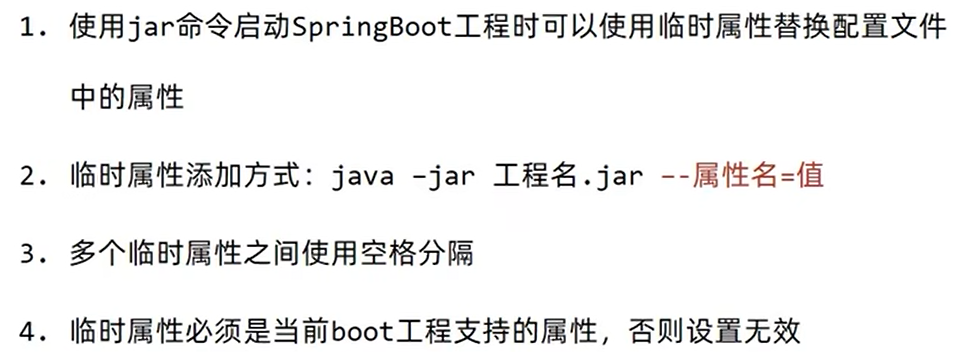 1. 使用jar命令启动SpringBoot工程时可以使用临时属性替换配置文件
中的属性
2. 临时属性添加方式：java –jar 工程名.jar –-属性名=值
3. 多个临时属性之间使用空格分隔
4. 临时属性必须是当前boot工程支持的属性，否则设置无效